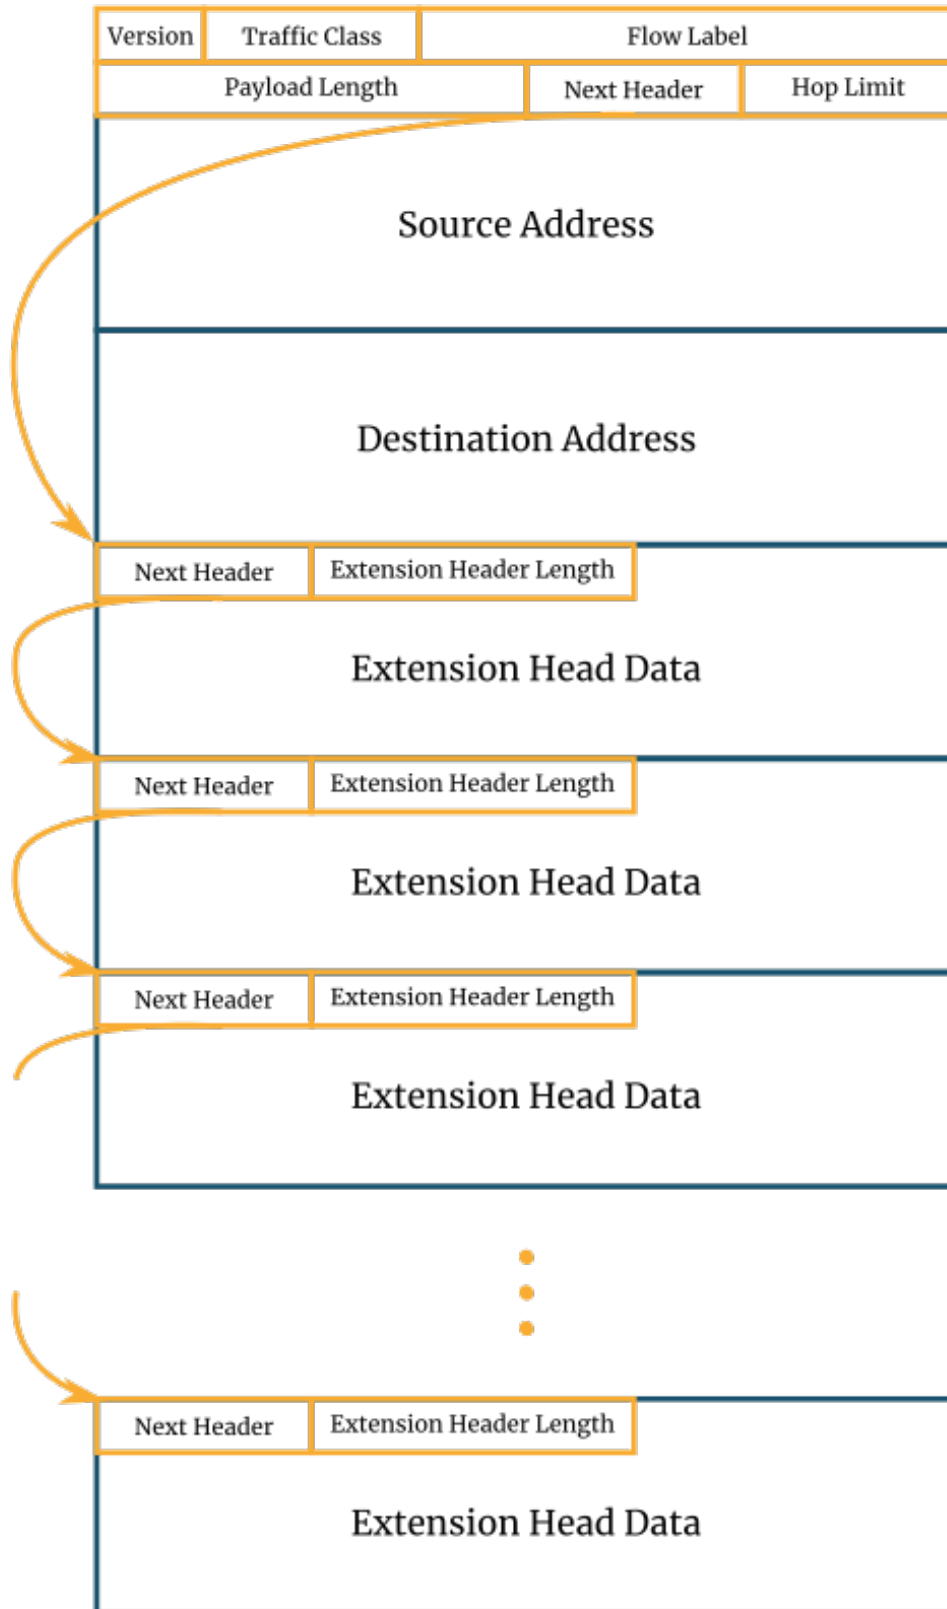 Version Traffic Class Flow Label
Payload Length Next Header Hop Limit
Source Address
Destination Address
Next Header Extension Header Length
Extension Head Data
Next Header Extension Header Length
Extension Head Data
Next Header Extension Header Length
Extension Head Data
Next Header Extension Header Length
Extension Head Data